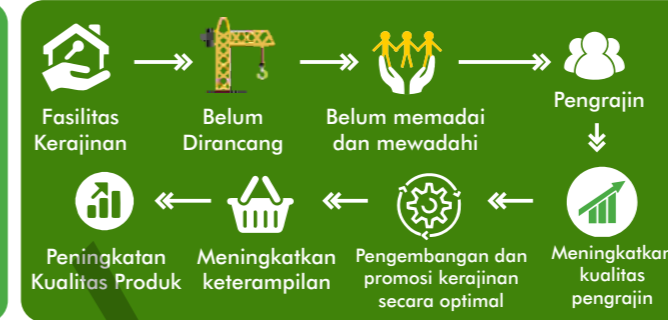 Fasilitas
Kerajinan
Belum
Dirancang
Belum memadai
dan mewadahi
Pengrajin
Meningkatkan
kualitas
pengrajin
Pengembangan dan
promosi kerajinan
secara optimal
Meningkatkan
keterampilan
Peningkatan
Kualitas Produk